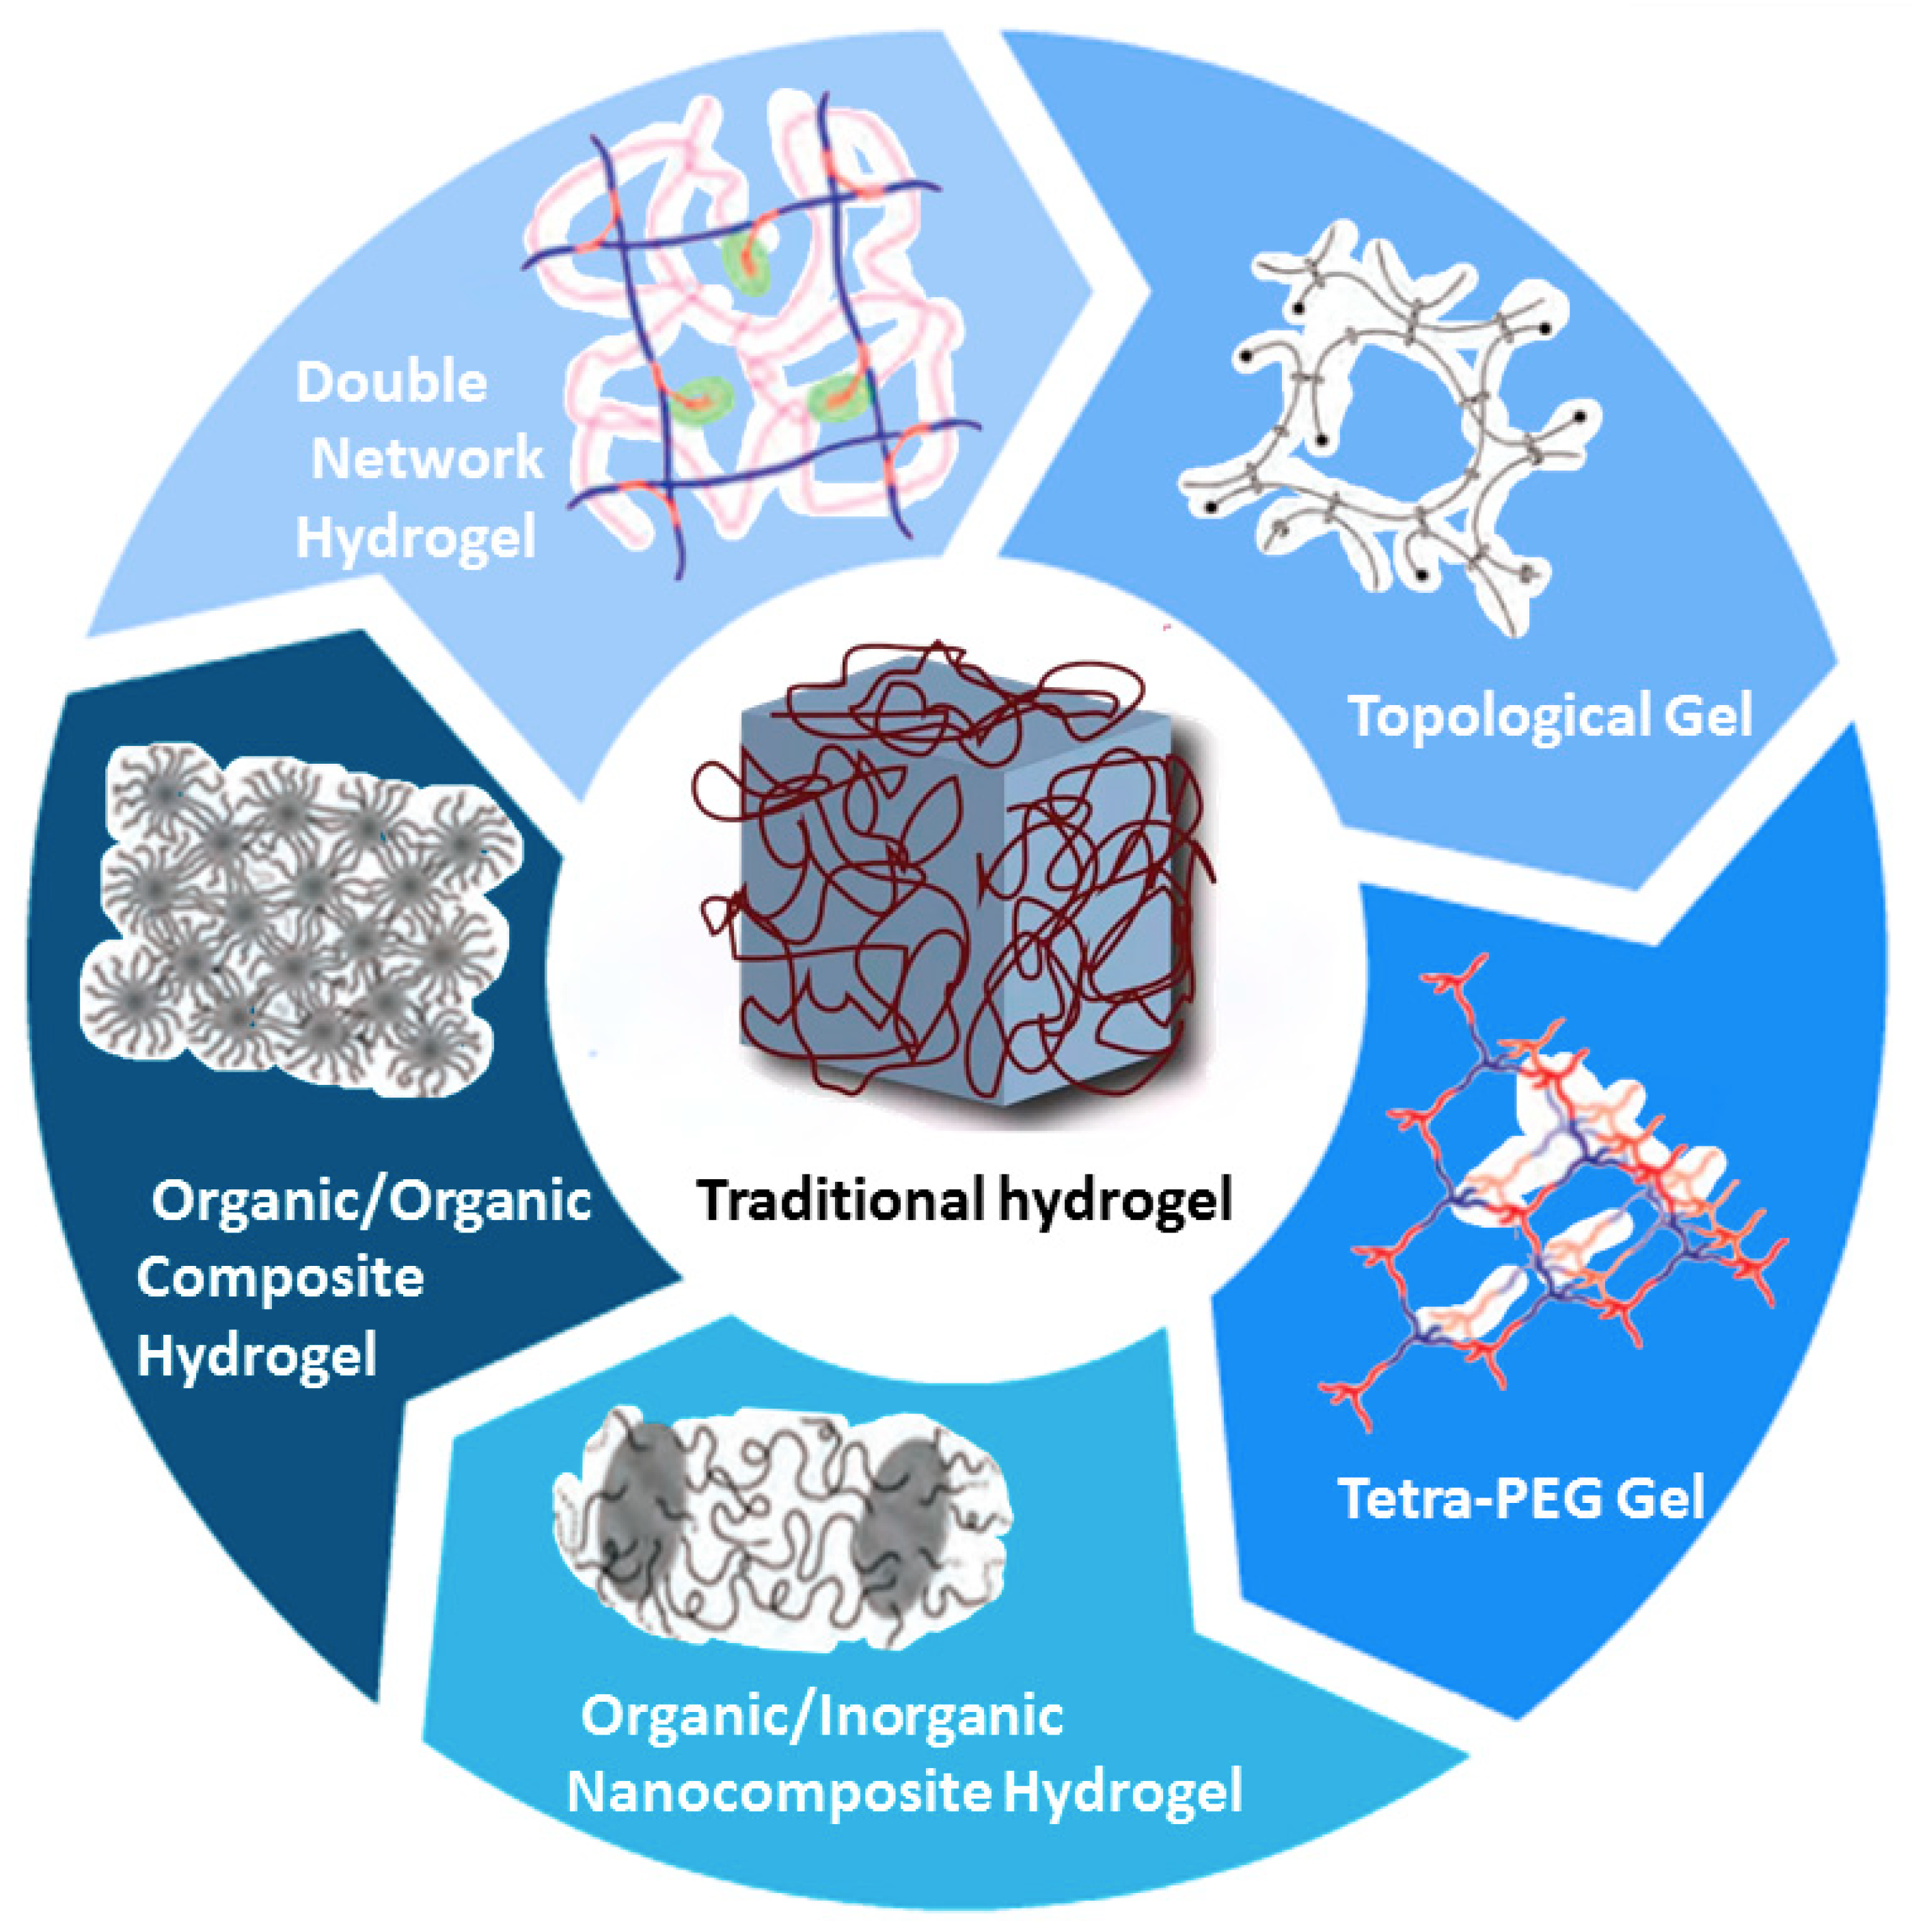 Double
Network
Hydrogel
Topological Gel
Traditional hydrogel
Organic/Organic
Composite
Hydrogel
Tetra-PEG Gel
Organic/Inorganic
Nanocomposite Hydrogel